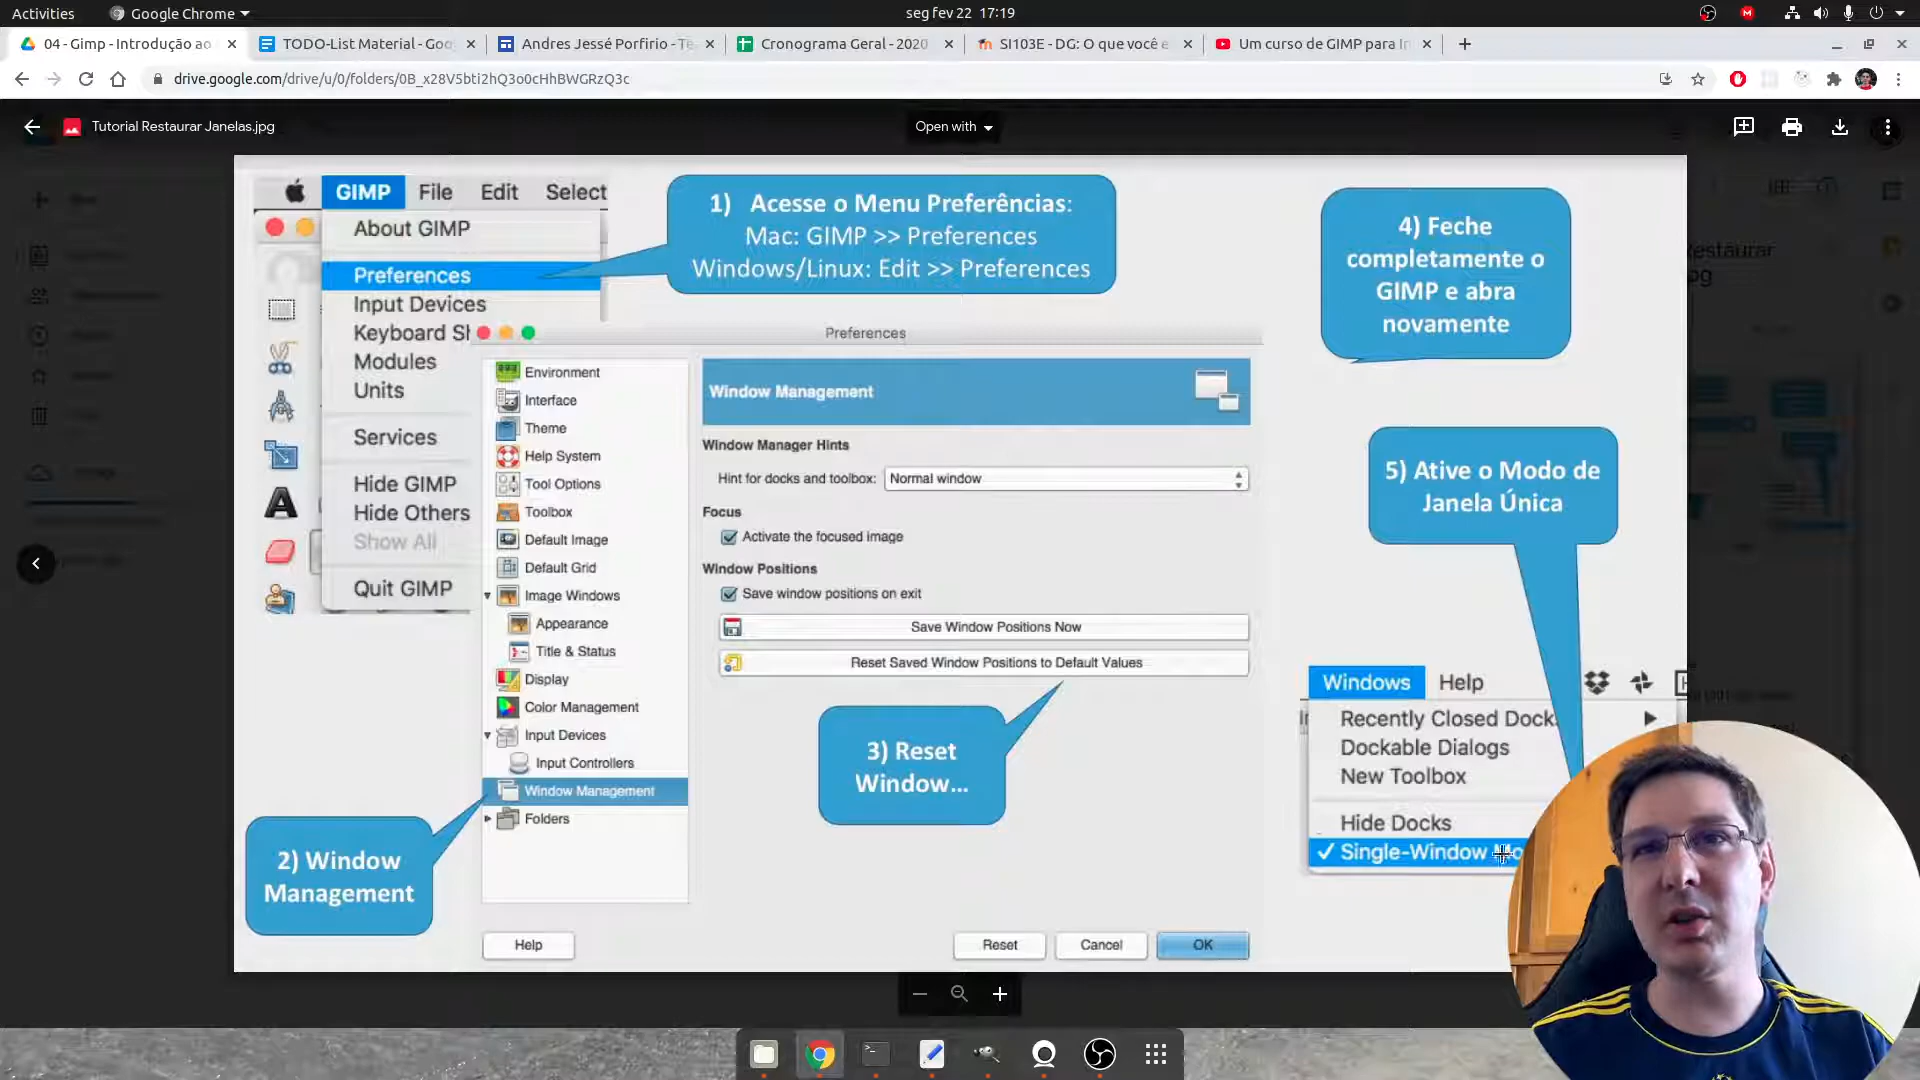 Activities
Google Chrome
seg fev 22 17:19
04 - Gimp - Introdução ao
TODO-List Material - Goo
Andres Jessé Porfirio - Te
Cronograma Geral - 2020
SI103E - DG: O que você e
Um curso de GIMP para In
drive.google.com/drive/u/0/folders/0B_x28V5bti2hQ3o0cHhBWGRzQ3c
Tutorial Restaurar Janelas.jpg
Open with
GIMP File Edit Select
About GIMP
Preferences
Input Devices
Keyboard Sh
Modules
Units
Services
Hide GIMP
Hide Others
Show All
Quit GIMP
1) Acesse o Menu Preferências:
Mac: GIMP >> Preferences
Windows/Linux: Edit >> Preferences
Preferences
Environment
Interface
Theme
Help System
Tool Options
Toolbox
Default Image
Default Grid
Image Windows
Appearance
Title & Status
Display
Color Management
Input Devices
Input Controllers
Window Management
Folders
Window Management
Window Manager Hints
Hint for docks and toolbox: Normal window
Focus
Activate the focused image
Window Positions
Save window positions on exit
Save Window Positions Now
Reset Saved Window Positions to Default Values
3) Reset
Window...
2) Window
Management
Help
Reset
Cancel
OK
4) Feche
completamente o
GIMP e abra
novamente
5) Ative o Modo de
Janela Única
Windows Help
Recently Closed Docks
Dockable Dialogs
New Toolbox
Hide Docks
Single-Window Mo